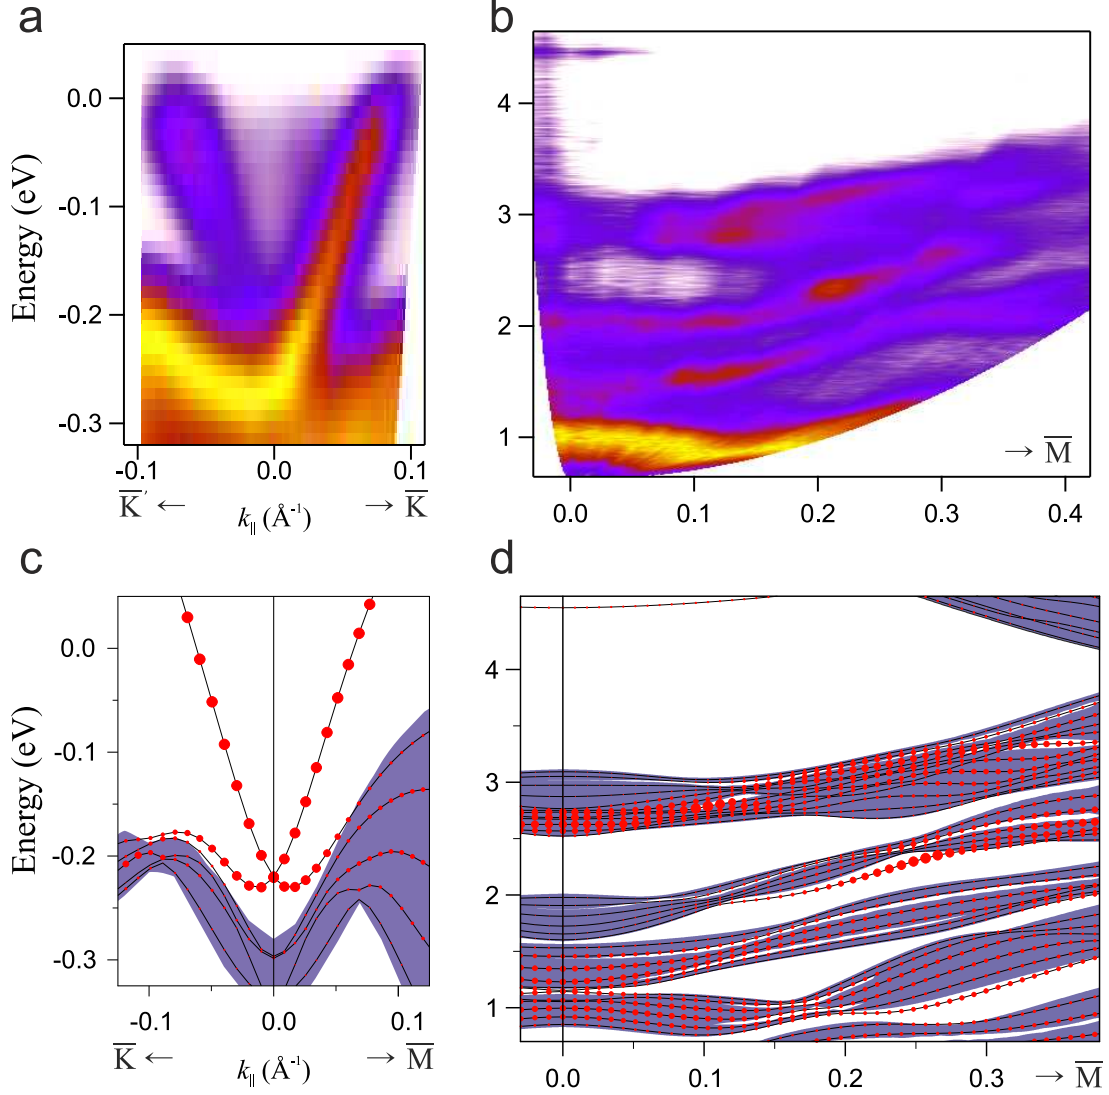 a
b
0.0
-0.1
-0.2
-0.3
Energy (eV)
-0.1
0.0
0.1
K̅′ ←
k∥ (Å-1)
→ K̅
4
3
2
1
→ M̅
0.0
0.1
0.2
0.3
0.4
c
d
0.0
-0.1
-0.2
-0.3
Energy (eV)
-0.1
0.0
0.1
K̅ ←
k∥ (Å-1)
→ M̅
4
3
2
1
0.0
0.1
0.2
0.3
→ M̅